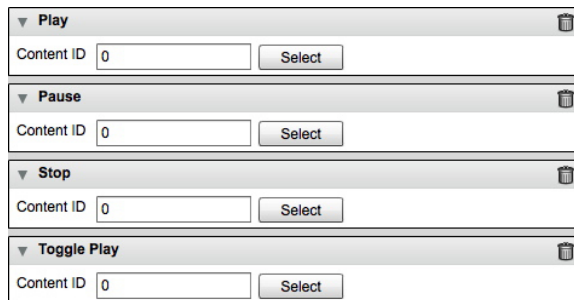 Play
Content ID 0 Select
Pause
Content ID 0 Select
Stop
Content ID 0 Select
Toggle Play
Content ID 0 Select